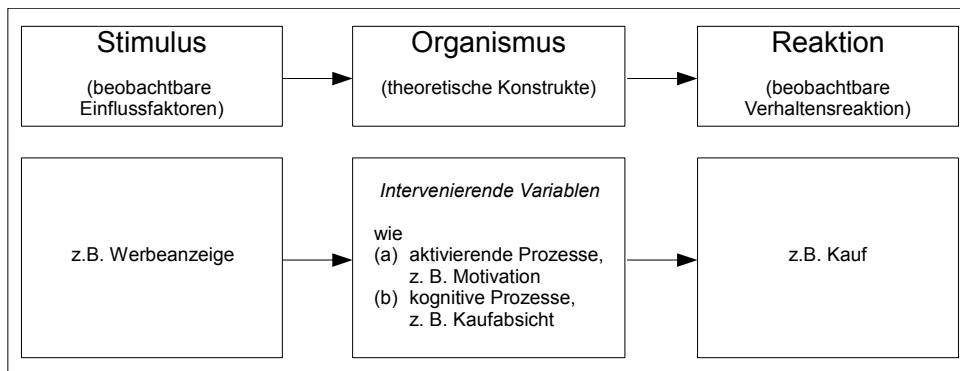 Stimulus
(beobachtbare
Einflussfaktoren)
Organismus
(theoretische Konstrukte)
Reaktion
(beobachtbare
Verhaltensreaktion)
z.B. Werbeanzeige
Intervenierende Variablen
wie
(a) aktivierende Prozesse,
z. B. Motivation
(b) kognitive Prozesse,
z. B. Kaufabsicht
z.B. Kauf